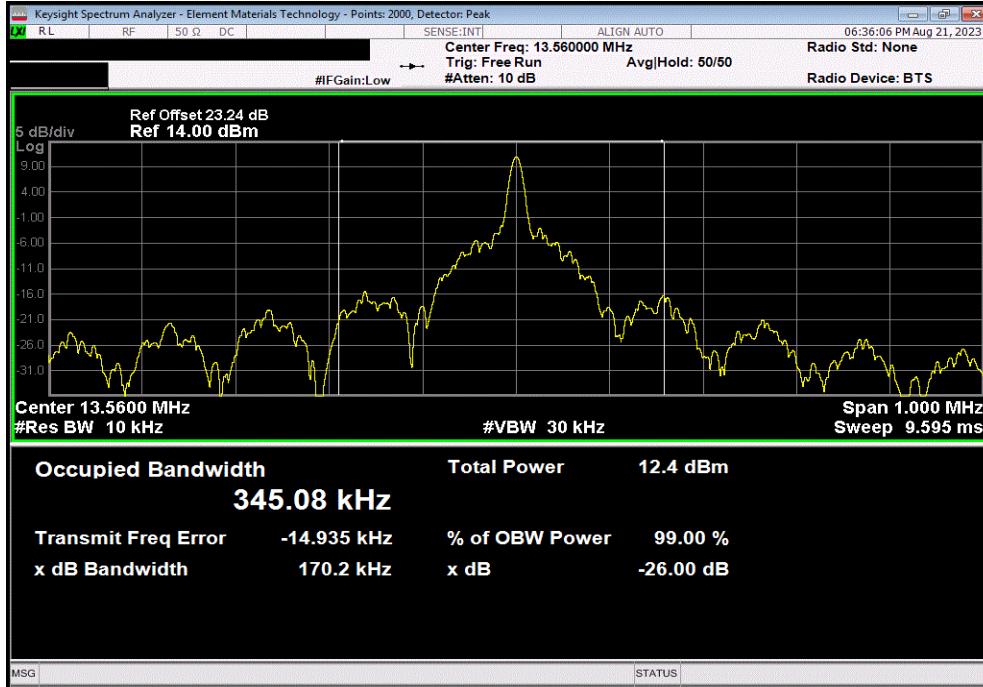 Keysight Spectrum Analyzer - Element Materials Technology - Points: 2000, Detector: Peak
LXI RL RF 50 Ω DC SENSE:INT ALIGN AUTO 06:36:06 PM Aug 21, 2023
Center Freq: 13.560000 MHz Radio Std: None
Trig: Free Run Avg|Hold: 50/50
#IFGain:Low #Atten: 10 dB Radio Device: BTS
Ref Offset 23.24 dB
5 dB/div Ref 14.00 dBm
Log
9.00
4.00
-1.00
-6.00
-11.0
-16.0
-21.0
-26.0
-31.0
Center 13.5600 MHz Span 1.000 MHz
#Res BW 10 kHz #VBW 30 kHz Sweep 9.595 ms
Occupied Bandwidth Total Power 12.4 dBm
345.08 kHz
Transmit Freq Error -14.935 kHz % of OBW Power 99.00 %
x dB Bandwidth 170.2 kHz x dB -26.00 dB
MSG STATUS